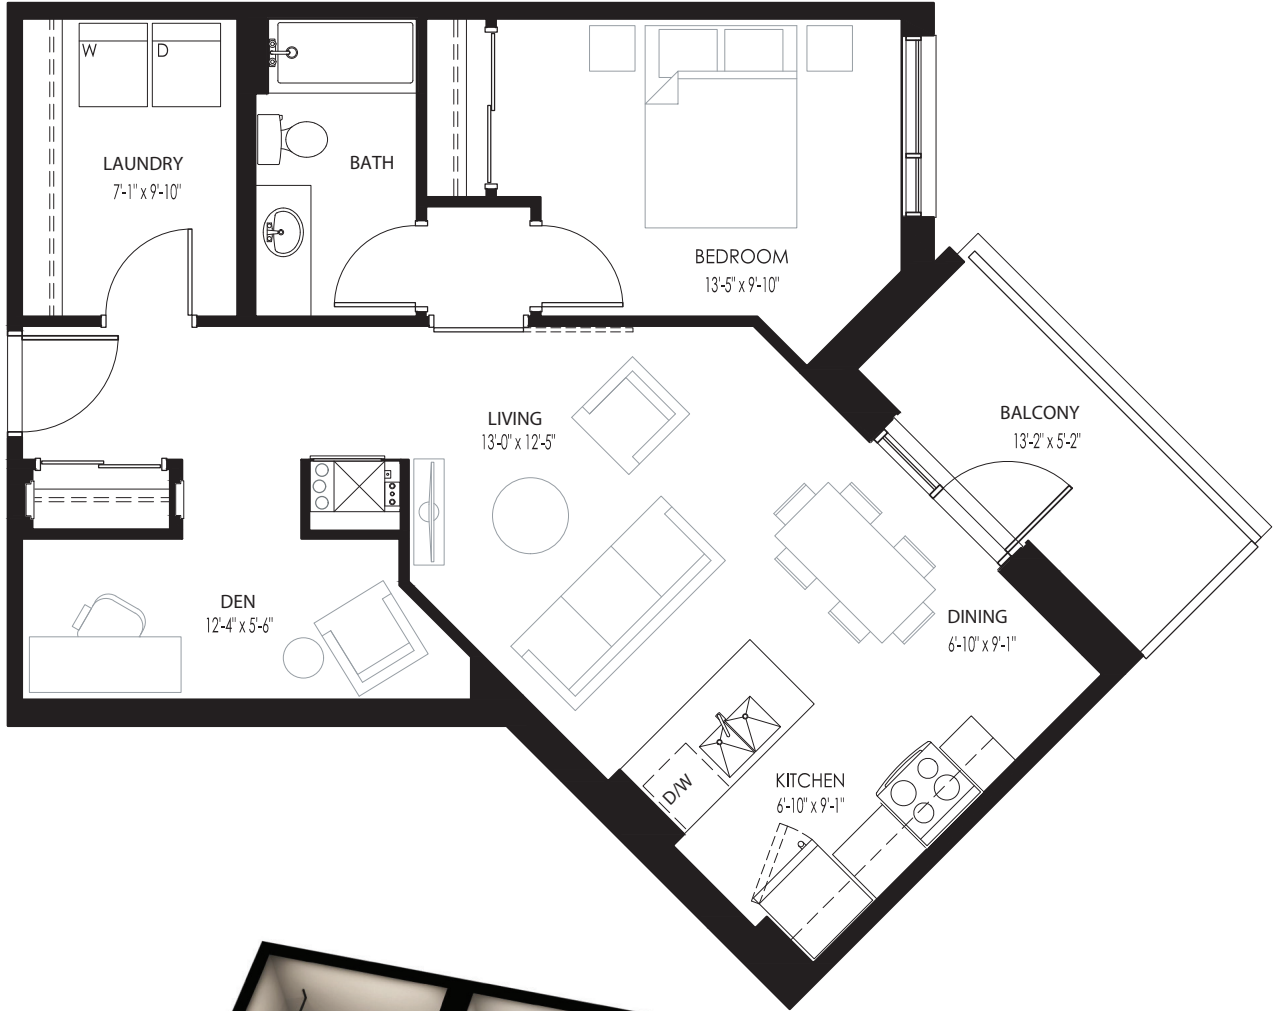 W
D
LAUNDRY
7'-1" x 9'-10"
BATH
BEDROOM
13'-5" x 9'-10"
LIVING
13'-0" x 12'-5"
BALCONY
13'-2" x 5'-2"
DEN
12'-4" x 5'-6"
DINING
6'-10" x 9'-1"
KITCHEN
6'-10" x 9'-1"
D/W